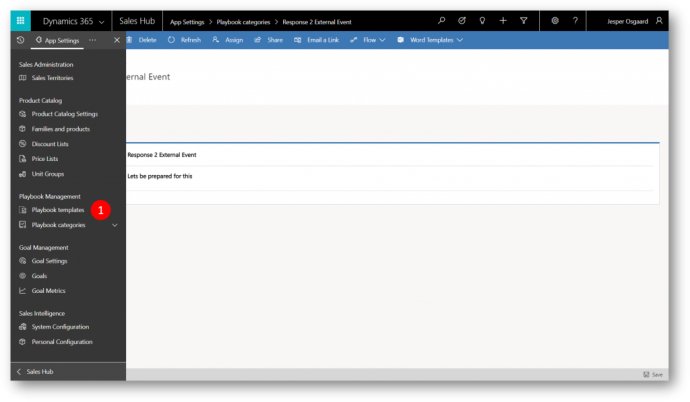 Dynamics 365 Sales Hub App Settings > Playbook categories > Response 2 External Event ? Jesper Osgaard
App Settings ... Delete Refresh Assign Share Email a Link Flow Word Templates
Sales Administration
Sales Territories
ernal Event
Product Catalog
Product Catalog Settings
Families and products
Discount Lists
Price Lists
Unit Groups
Response 2 External Event
Lets be prepared for this
Playbook Management
Playbook templates 1
Playbook categories
Goal Management
Goal Settings
Goals
Goal Metrics
Sales Intelligence
System Configuration
Personal Configuration
< Sales Hub
Save